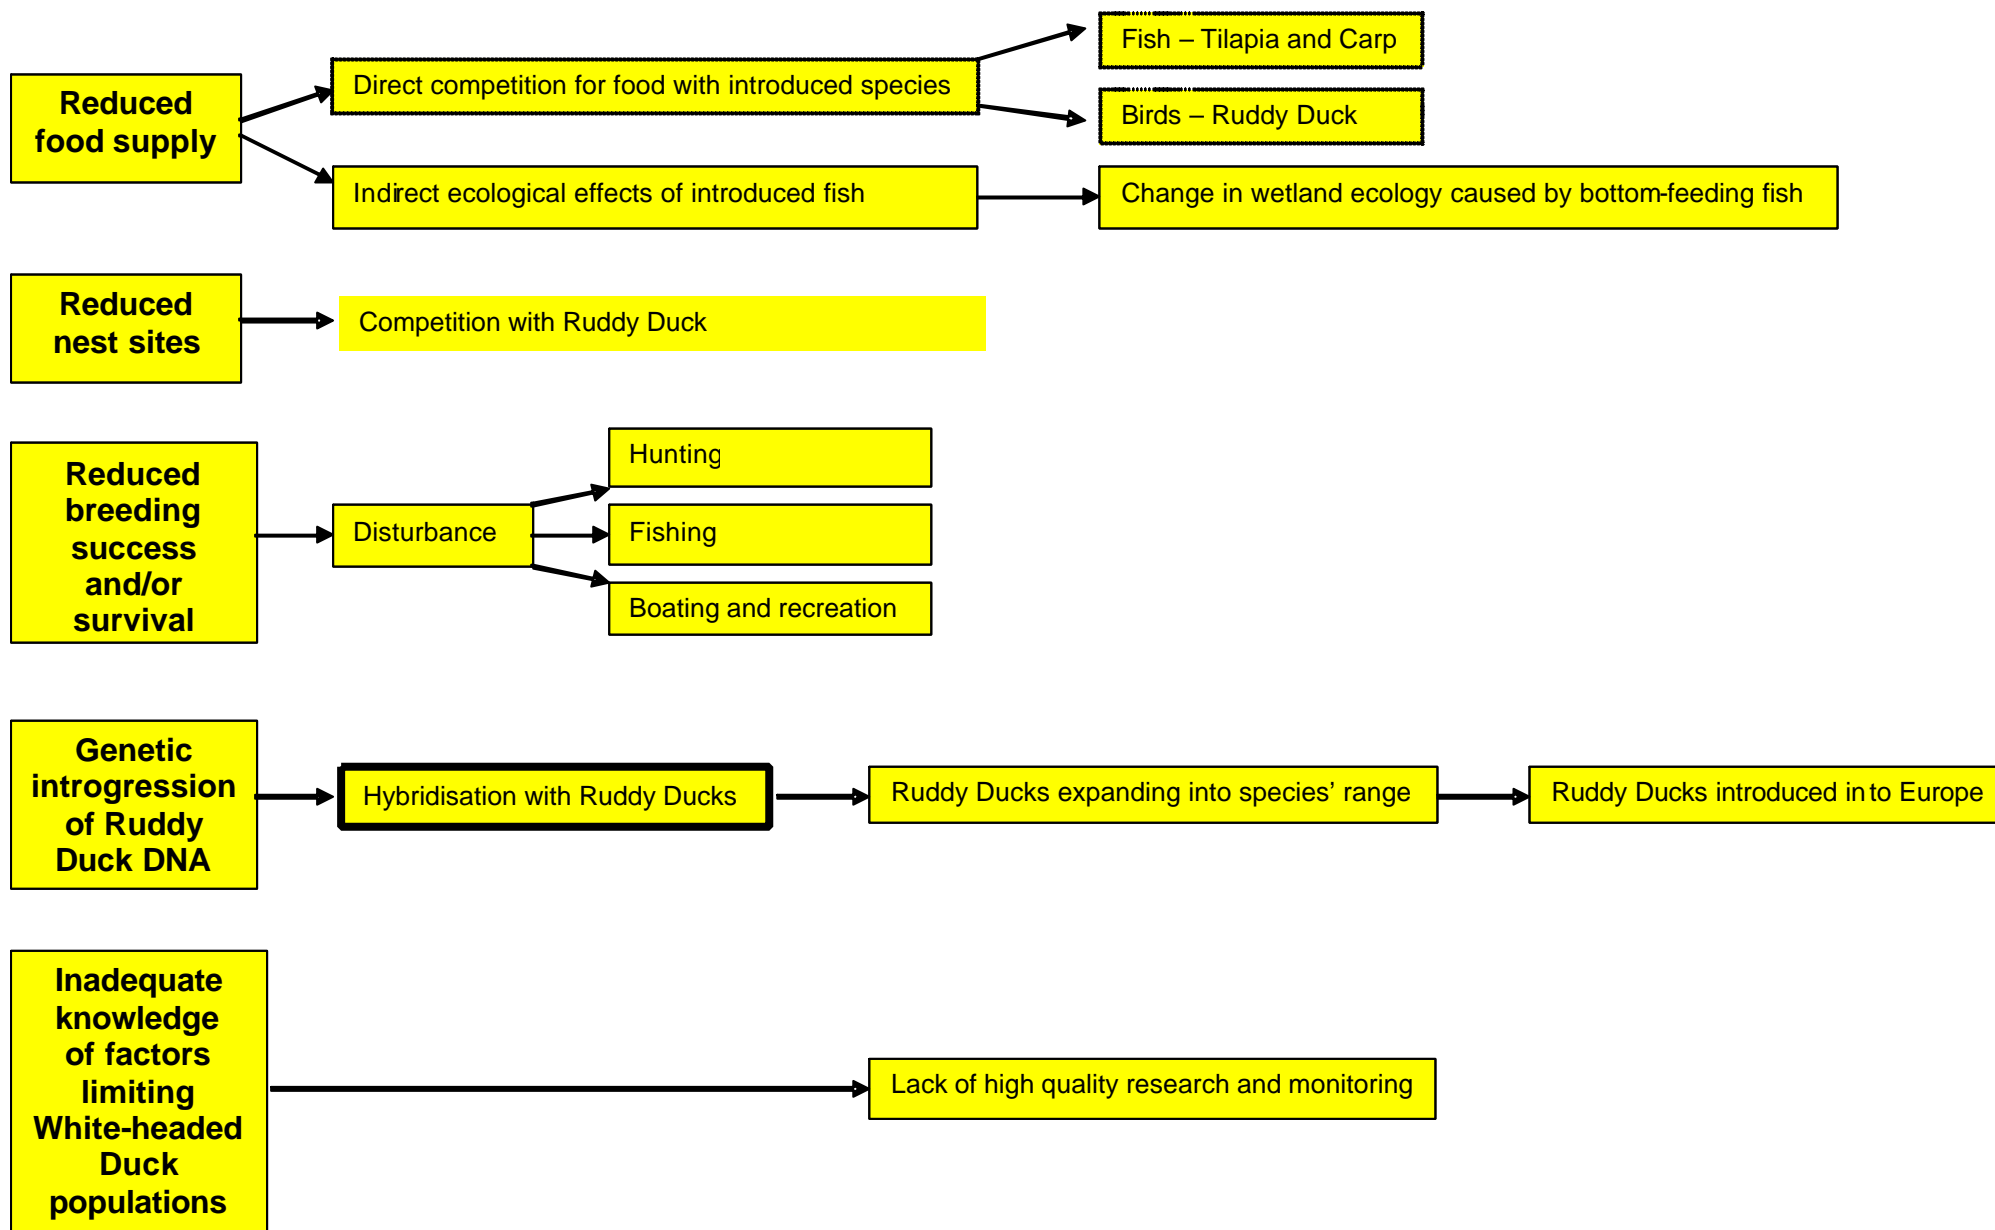 Reduced
food supply
Direct competition for food with introduced species
Fish – Tilapia and Carp
Birds – Ruddy Duck
Indirect ecological effects of introduced fish
Change in wetland ecology caused by bottom-feeding fish
Reduced
nest sites
Competition with Ruddy Duck
Reduced
breeding
success
and/or
survival
Disturbance
Hunting
Fishing
Boating and recreation
Genetic
introgression
of Ruddy
Duck DNA
Hybridisation with Ruddy Ducks
Ruddy Ducks expanding into species’ range
Ruddy Ducks introduced in to Europe
Inadequate
knowledge
of factors
limiting
White-headed
Duck
populations
Lack of high quality research and monitoring